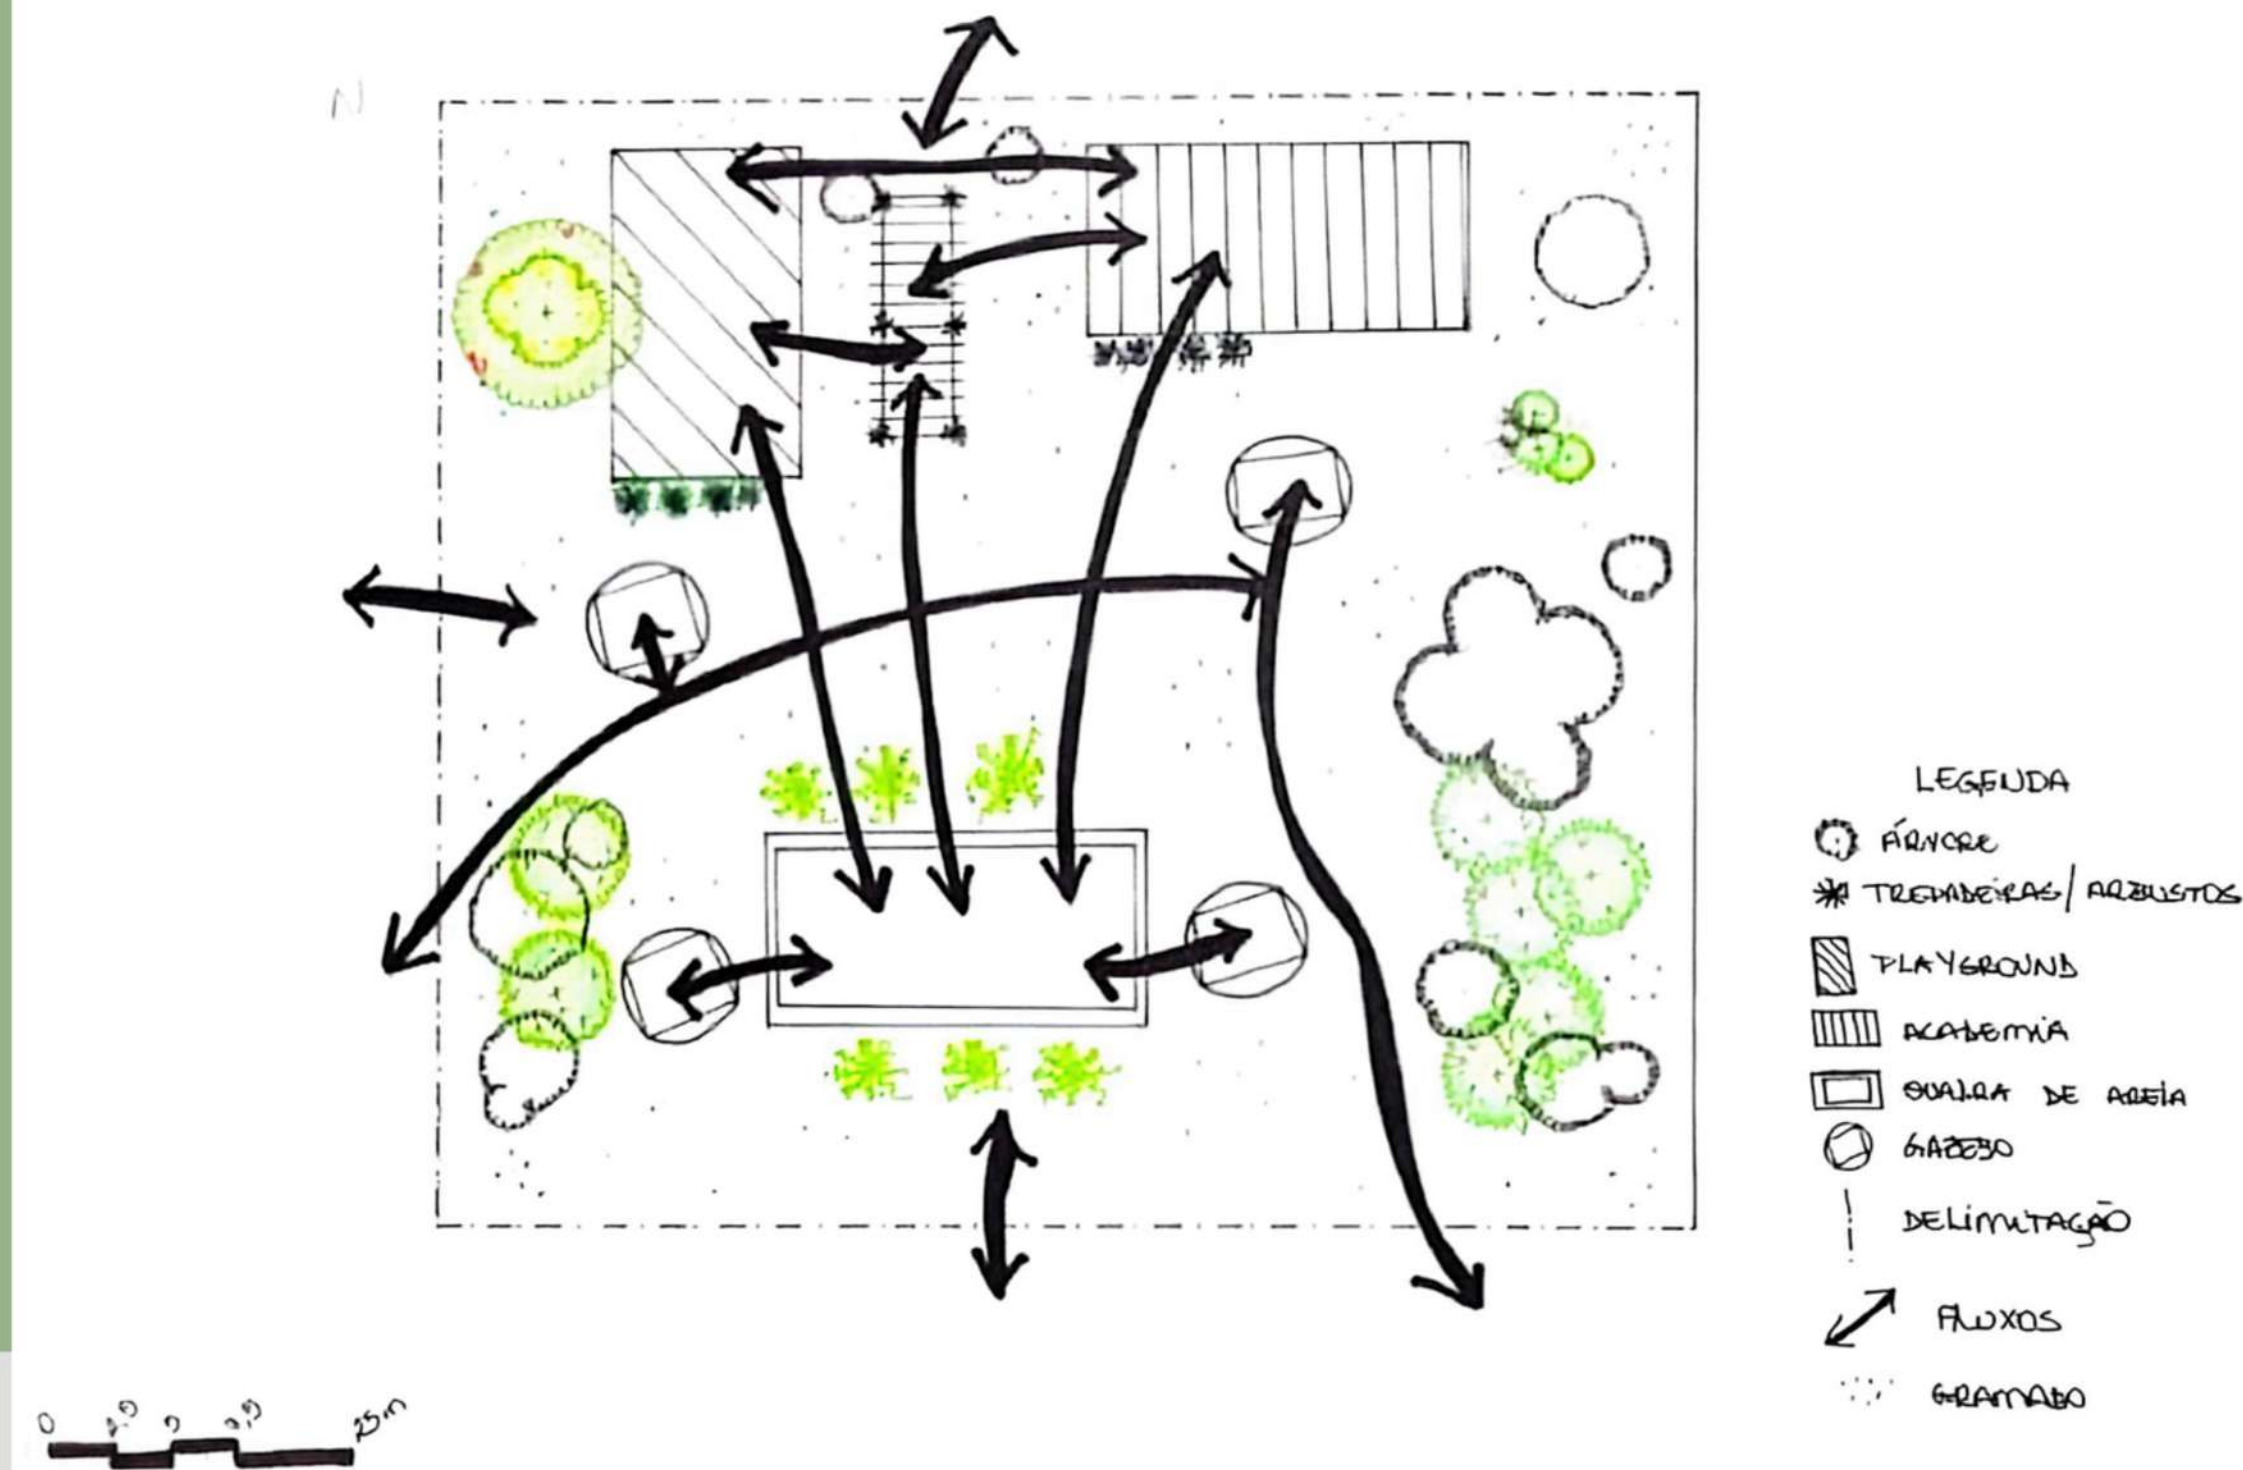 N
LEGENDA
ÁRVORE
TREPADEIRAS/ARBUSTOS
PLAYGROUND
ACADEMIA
QUADRA DE AREIA
GAZEBO
DELIMITAÇÃO
FLUXOS
GRAMADO
0
25m